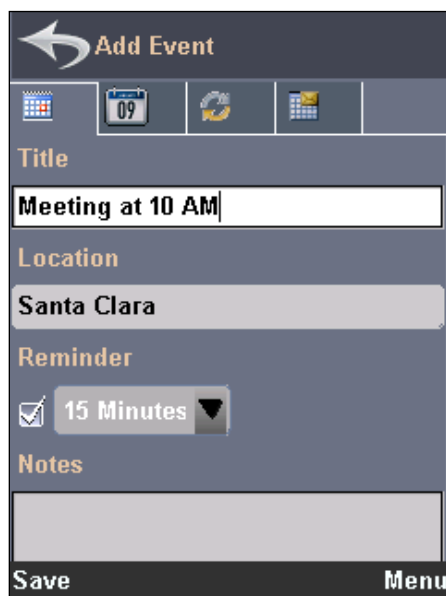 Add Event
09
Title
Meeting at 10 AM
Location
Santa Clara
Reminder
15 Minutes
Notes
Save Menu